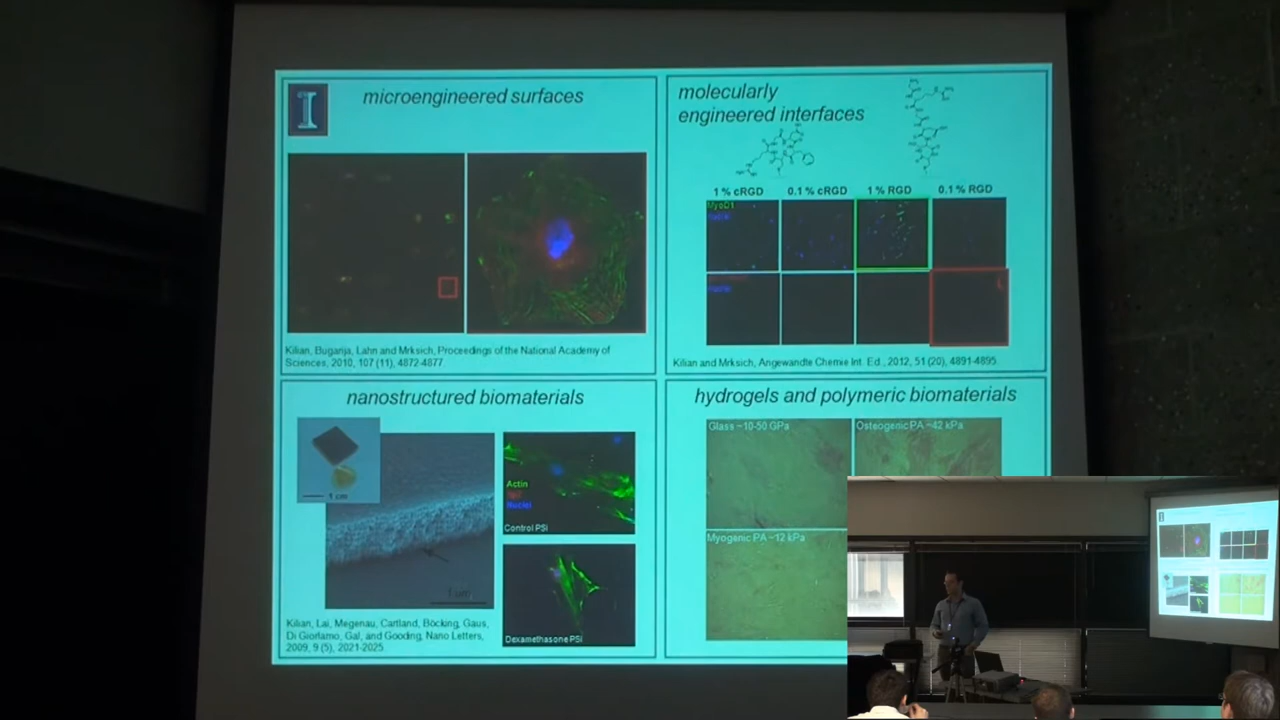 I
microengineered surfaces
Kilian, Bugarija, Lahn and Mrksich, Proceedings of the National Academy of
Sciences, 2010, 107 (11), 4872-4877.
molecularly
engineered interfaces
1 % cRGD 0.1 % cRGD 1 % RGD 0.1 % RGD
MyoD1
nuclei
nuclei
Kilian and Mrksich, Angewandte Chemie Int. Ed., 2012, 51 (20), 4891-4895.
nanostructured biomaterials
1 cm
Actin
Nuclei
Control PSi
Dexamethasone PSi
Kilian, Lai, Megenau, Cartland, Böcking, Gaus,
Di Giorlamo, Gal, and Gooding, Nano Letters,
2009, 9 (5), 2021-2025.
hydrogels and polymeric biomaterials
Glass ~10-50 GPa Osteogenic PA ~42 kPa
Myogenic PA ~12 kPa